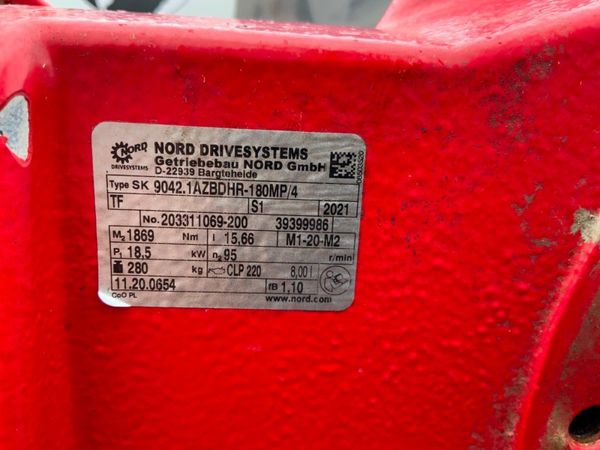 NORD
DRIVESYSTEMS
NORD DRIVESYSTEMS
Getriebebau NORD GmbH
D-22939 Bargteheide
Type SK 9042.1AZBDHR-180MP/4
TF S1 2021
No. 203311069-200 39399986
M2 1869 Nm i 15,66 M1-20-M2
P1 18.5 kW n2 95 r/min
280 kg CLP 220 8,00 l
11.20.0654 fB 1.10
CoO PL www.nord.com